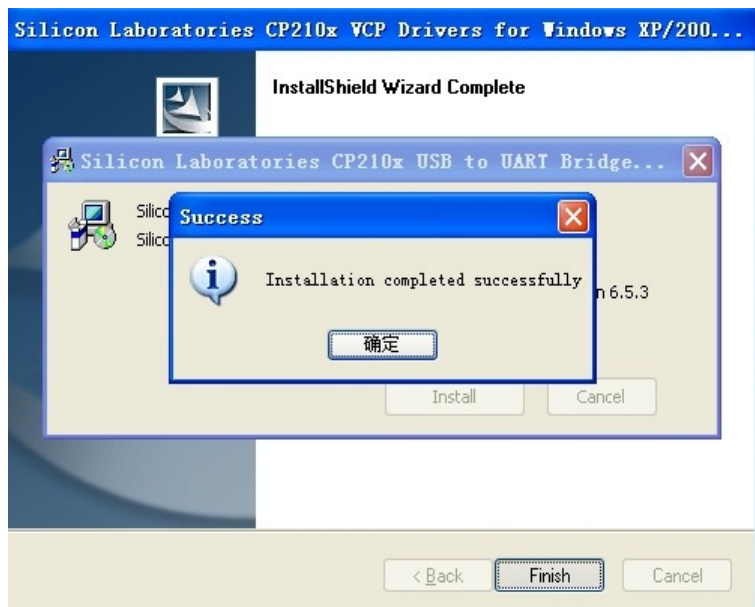 Silicon Laboratories CP210x VCP Drivers for Windows XP/200...
InstallShield Wizard Complete
Silicon Laboratories CP210x USB to UART Bridge...
Success
Installation completed successfully
6.5.3
确定
Install
Cancel
< Back
Finish
Cancel